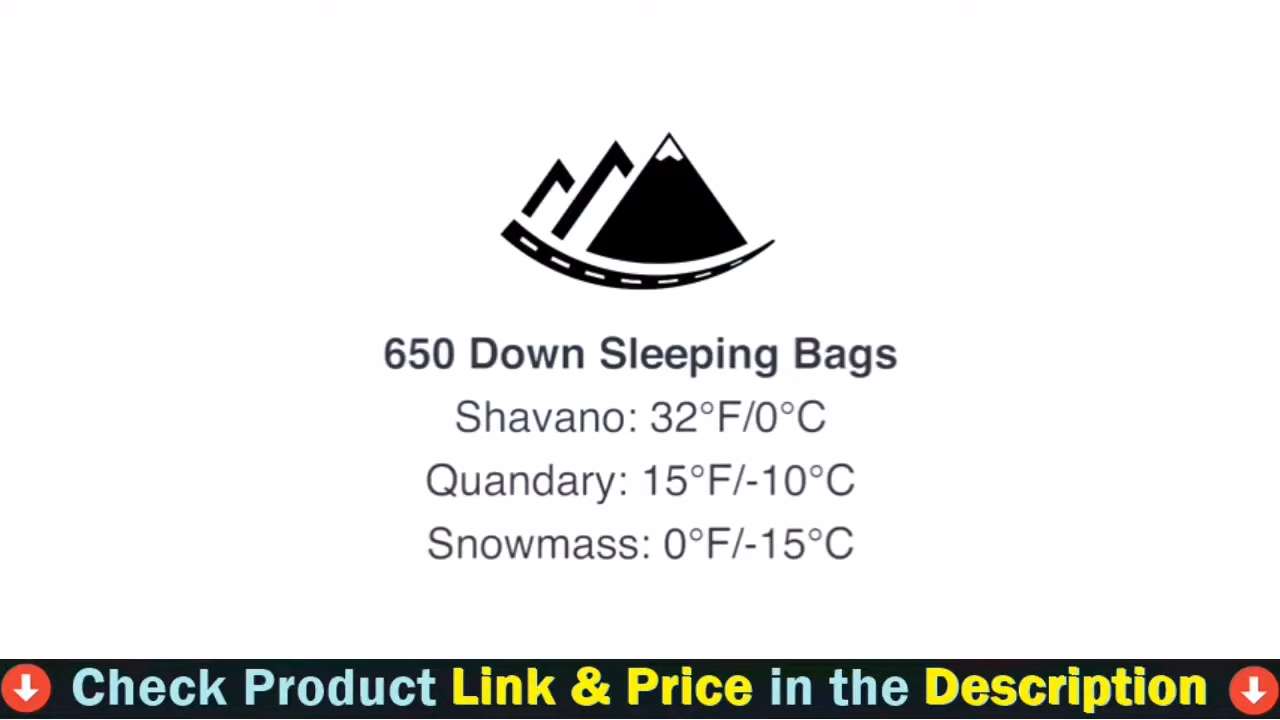 650 Down Sleeping Bags
Shavano: 32°F/0°C
Quandary: 15°F/-10°C
Snowmass: 0°F/-15°C
Check Product Link & Price in the Description